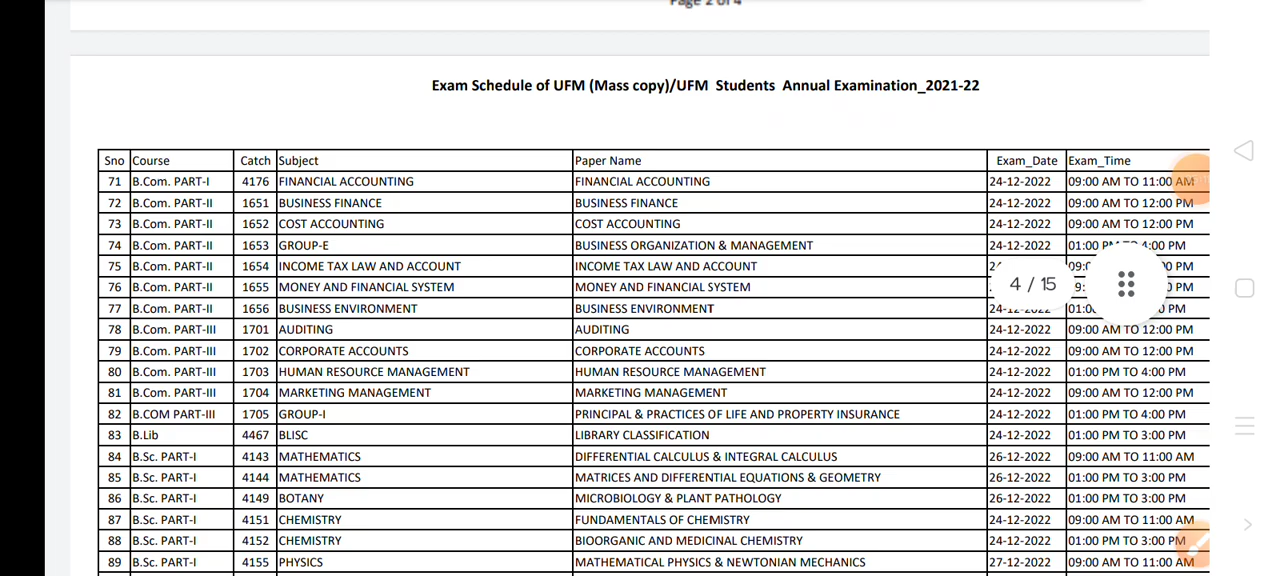 Page 2 of 4
Exam Schedule of UFM (Mass copy)/UFM Students Annual Examination_2021-22
Sno Course Catch Subject Paper Name Exam_Date Exam_Time
71 B.Com. PART-I 4176 FINANCIAL ACCOUNTING FINANCIAL ACCOUNTING 24-12-2022 09:00 AM TO 11:00 AM
72 B.Com. PART-II 1651 BUSINESS FINANCE BUSINESS FINANCE 24-12-2022 09:00 AM TO 12:00 PM
73 B.Com. PART-II 1652 COST ACCOUNTING COST ACCOUNTING 24-12-2022 09:00 AM TO 12:00 PM
74 B.Com. PART-II 1653 GROUP-E BUSINESS ORGANIZATION & MANAGEMENT 24-12-2022 01:00 PM TO 4:00 PM
75 B.Com. PART-II 1654 INCOME TAX LAW AND ACCOUNT INCOME TAX LAW AND ACCOUNT PM
76 B.Com. PART-II 1655 MONEY AND FINANCIAL SYSTEM MONEY AND FINANCIAL SYSTEM PM
4 / 15
77 B.Com. PART-II 1656 BUSINESS ENVIRONMENT BUSINESS ENVIRONMENT 24-12-2022 PM
78 B.Com. PART-III 1701 AUDITING AUDITING 24-12-2022 09:00 AM TO 12:00 PM
79 B.Com. PART-III 1702 CORPORATE ACCOUNTS CORPORATE ACCOUNTS 24-12-2022 09:00 AM TO 12:00 PM
80 B.Com. PART-III 1703 HUMAN RESOURCE MANAGEMENT HUMAN RESOURCE MANAGEMENT 24-12-2022 01:00 PM TO 4:00 PM
81 B.Com. PART-III 1704 MARKETING MANAGEMENT MARKETING MANAGEMENT 24-12-2022 09:00 AM TO 12:00 PM
82 B.COM PART-III 1705 GROUP-I PRINCIPAL & PRACTICES OF LIFE AND PROPERTY INSURANCE 24-12-2022 01:00 PM TO 4:00 PM
83 B.Lib 4467 BLISC LIBRARY CLASSIFICATION 24-12-2022 01:00 PM TO 3:00 PM
84 B.Sc. PART-I 4143 MATHEMATICS DIFFERENTIAL CALCULUS & INTEGRAL CALCULUS 26-12-2022 09:00 AM TO 11:00 AM
85 B.Sc. PART-I 4144 MATHEMATICS MATRICES AND DIFFERENTIAL EQUATIONS & GEOMETRY 26-12-2022 01:00 PM TO 3:00 PM
86 B.Sc. PART-I 4149 BOTANY MICROBIOLOGY & PLANT PATHOLOGY 26-12-2022 01:00 PM TO 3:00 PM
87 B.Sc. PART-I 4151 CHEMISTRY FUNDAMENTALS OF CHEMISTRY 24-12-2022 09:00 AM TO 11:00 AM
88 B.Sc. PART-I 4152 CHEMISTRY BIOORGANIC AND MEDICINAL CHEMISTRY 24-12-2022 01:00 PM TO 3:00 PM
89 B.Sc. PART-I 4155 PHYSICS MATHEMATICAL PHYSICS & NEWTONIAN MECHANICS 27-12-2022 09:00 AM TO 11:00 AM